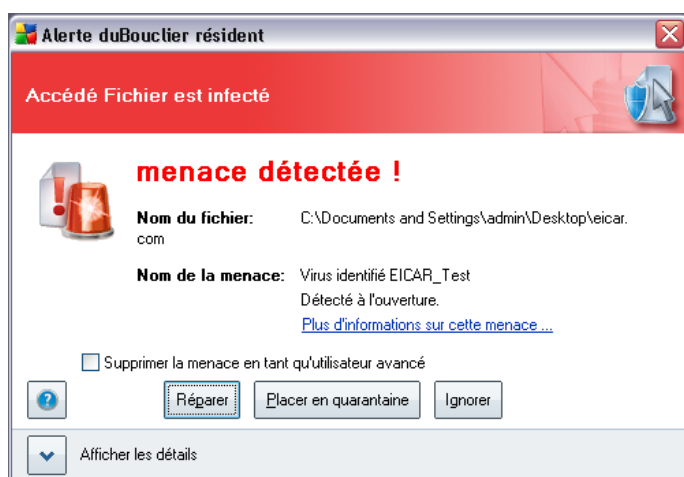 Alerte duBouclier résident
Accédé Fichier est infecté
menace détectée !
Nom du fichier: C:\Documents and Settings\admin\Desktop\eicar.
com
Nom de la menace: Virus identifié EICAR_Test
Détecté à l'ouverture.
Plus d'informations sur cette menace ...
Supprimer la menace en tant qu'utilisateur avancé
Réparer Placer en quarantaine Ignorer
Afficher les détails